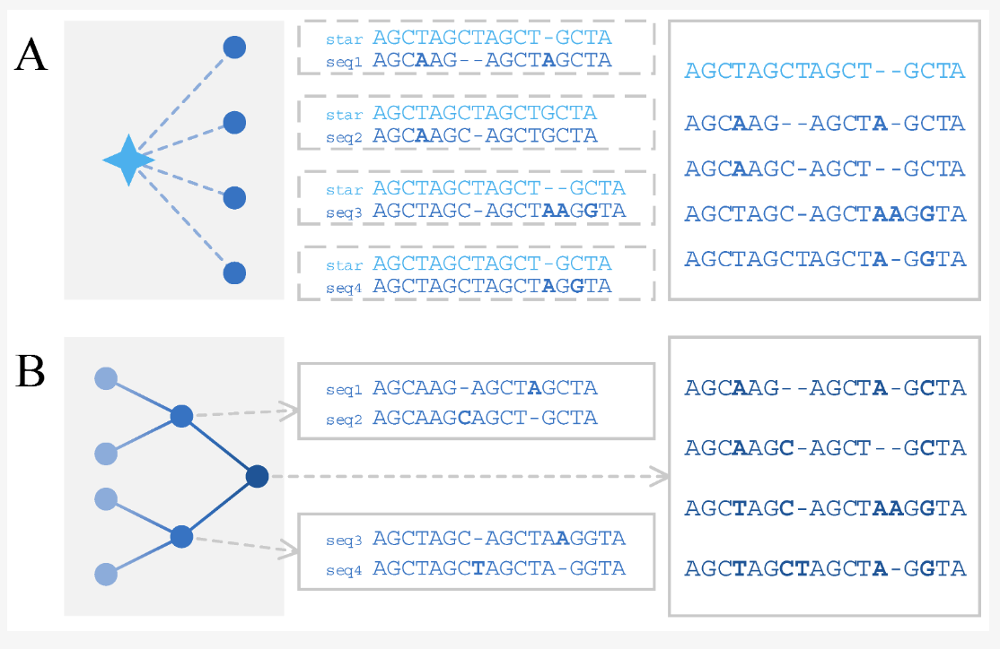 A
star AGCTAGCTAGCT-GCTA
seq1 AGCAAG--AGCTAGCTA
star AGCTAGCTAGCTGCTA
seq2 AGCAAGC-AGCTGCTA
star AGCTAGCTAGCT--GCTA
seq3 AGCTAGC-AGCTAAGGTA
star AGCTAGCTAGCT-GCTA
seq4 AGCTAGCTAGCTAGGTA
AGCTAGCTAGCT--GCTA
AGCAAG--AGCTA-GCTA
AGCAAGC-AGCT--GCTA
AGCTAGC-AGCTAAGGTA
AGCTAGCTAGCTA-GGTA
B
seq1 AGCAAG-AGCTAGCTA
seq2 AGCAAGCAGCT-GCTA
seq3 AGCTAGC-AGCTAAGGTA
seq4 AGCTAGCTAGCTA-GGTA
AGCAAG--AGCTA-GCTA
AGCAAGC-AGCT--GCTA
AGCTAGC-AGCTAAGGTA
AGCTAGCTAGCTA-GGTA